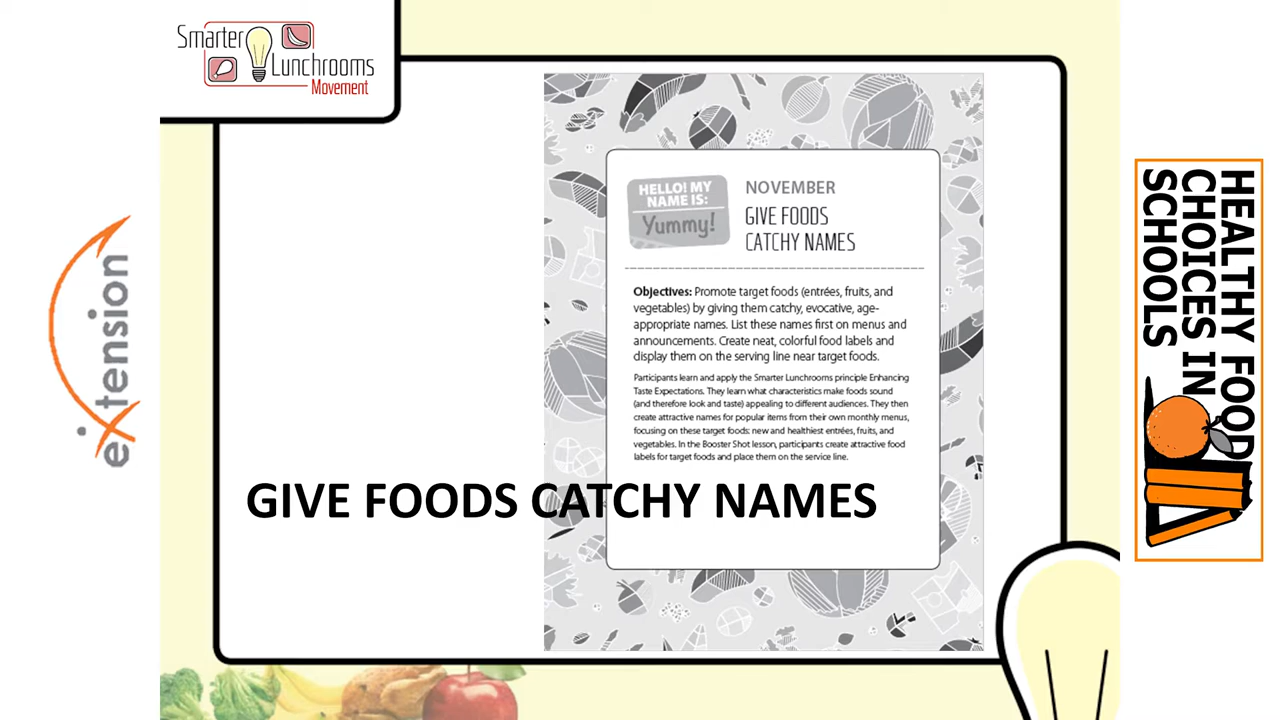 Smarter
Lunchrooms
Movement
eXtension
HELLO! MY
NAME IS:
Yummy!
NOVEMBER
GIVE FOODS
CATCHY NAMES
Objectives: Promote target foods (entrées, fruits, and
vegetables) by giving them catchy, evocative, age-
appropriate names. List these names first on menus and
announcements. Create neat, colorful food labels and
display them on the serving line near target foods.
Participants learn and apply the Smarter Lunchrooms principle Enhancing
Taste Expectations. They learn what characteristics make foods sound
(and therefore look and taste) appealing to different audiences. They then
create attractive names for popular items from their own monthly menus,
focusing on these target foods: new and healthiest entrées, fruits, and
vegetables. In the Booster Shot lesson, participants create attractive food
labels for target foods and place them on the service line.
GIVE FOODS CATCHY NAMES
HEALTHY FOOD
CHOICES IN
SCHOOLS